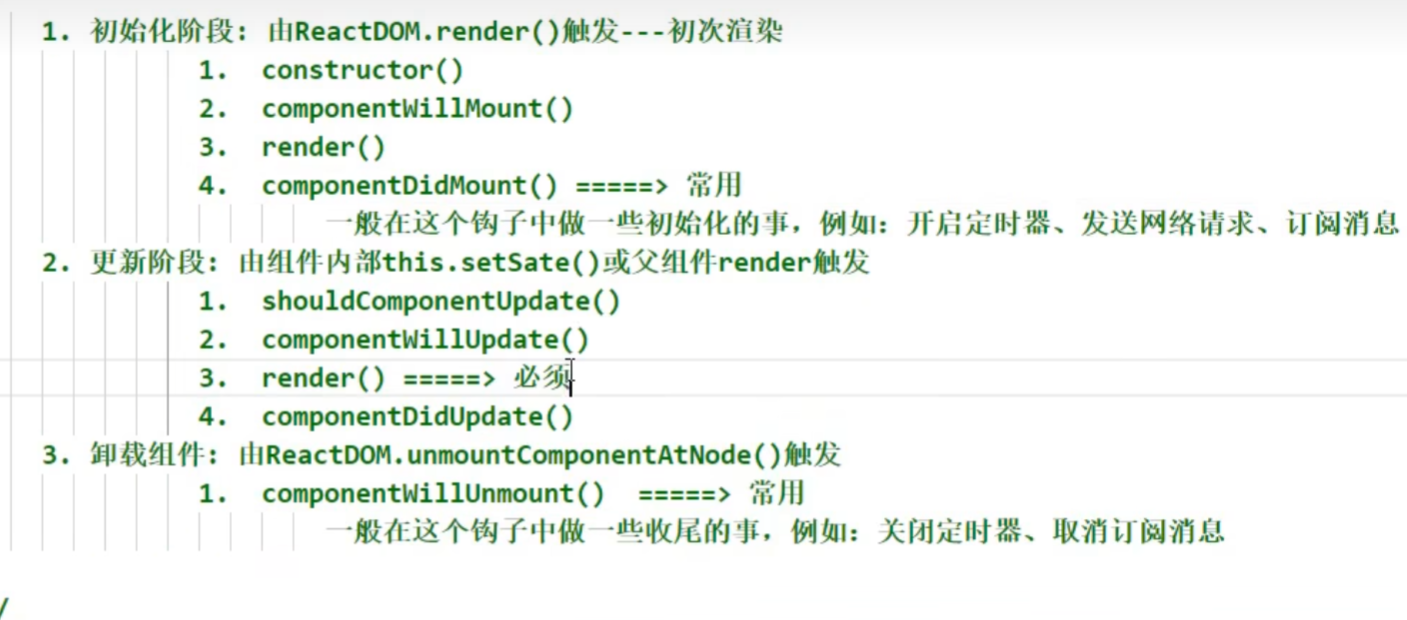 1. 初始化阶段：由ReactDOM.render()触发---初次渲染
1. constructor()
2. componentWillMount()
3. render()
4. componentDidMount() =====> 常用
一般在这个钩子中做一些初始化的事，例如：开启定时器、发送网络请求、订阅消息
2. 更新阶段：由组件内部this.setSate()或父组件render触发
1. shouldComponentUpdate()
2. componentWillUpdate()
3. render() =====> 必须
4. componentDidUpdate()
3. 卸载组件：由ReactDOM.unmountComponentAtNode()触发
1. componentWillUnmount() =====> 常用
一般在这个钩子中做一些收尾的事，例如：关闭定时器、取消订阅消息
/